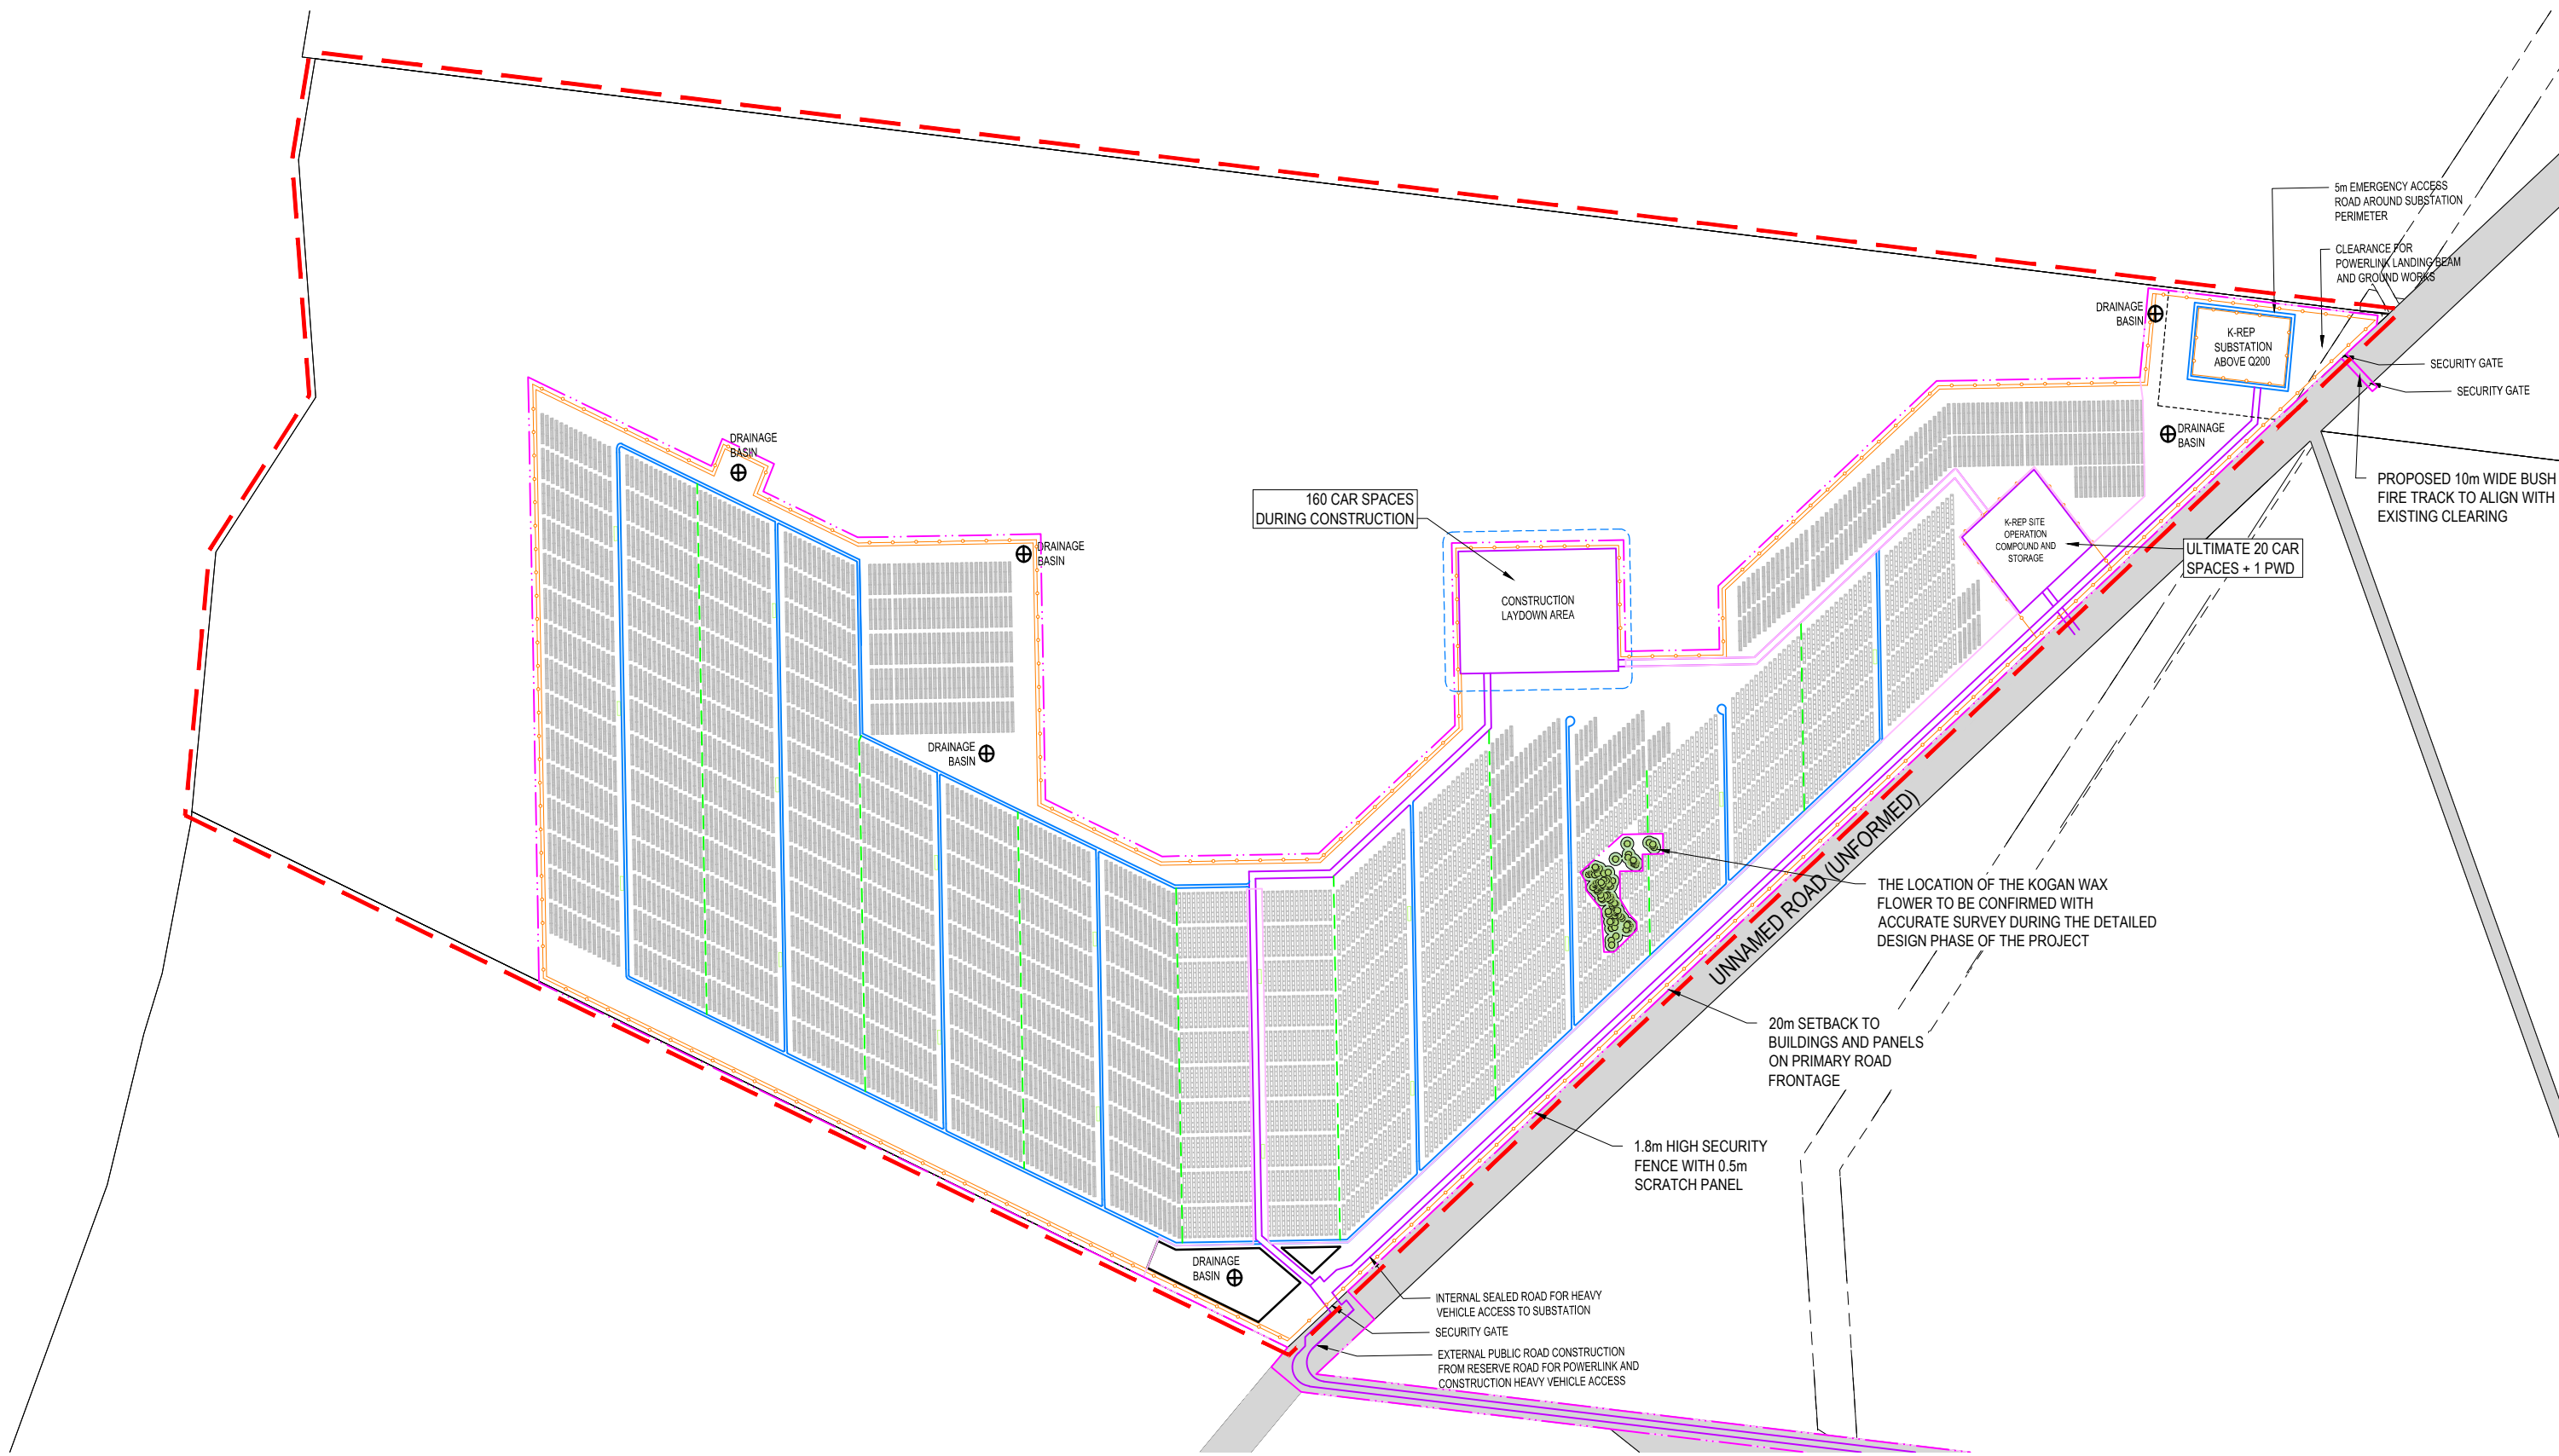 5m EMERGENCY ACCESS
ROAD AROUND SUBSTATION
PERIMETER
CLEARANCE FOR
POWERLINK LANDING BEAM
AND GROUND WORKS
DRAINAGE
BASIN
K-REP
SUBSTATION
ABOVE Q200
SECURITY GATE
SECURITY GATE
DRAINAGE
BASIN
DRAINAGE
BASIN
PROPOSED 10m WIDE BUSH
FIRE TRACK TO ALIGN WITH
EXISTING CLEARING
160 CAR SPACES
DURING CONSTRUCTION
K-REP SITE
OPERATION
COMPOUND AND
STORAGE
ULTIMATE 20 CAR
SPACES + 1 PWD
DRAINAGE
BASIN
CONSTRUCTION
LAYDOWN AREA
DRAINAGE
BASIN
UNNAMED ROAD (UNFORMED)
THE LOCATION OF THE KOGAN WAX
FLOWER TO BE CONFIRMED WITH
ACCURATE SURVEY DURING THE DETAILED
DESIGN PHASE OF THE PROJECT
20m SETBACK TO
BUILDINGS AND PANELS
ON PRIMARY ROAD
FRONTAGE
1.8m HIGH SECURITY
FENCE WITH 0.5m
SCRATCH PANEL
DRAINAGE
BASIN
INTERNAL SEALED ROAD FOR HEAVY
VEHICLE ACCESS TO SUBSTATION
SECURITY GATE
EXTERNAL PUBLIC ROAD CONSTRUCTION
FROM RESERVE ROAD FOR POWERLINK AND
CONSTRUCTION HEAVY VEHICLE ACCESS